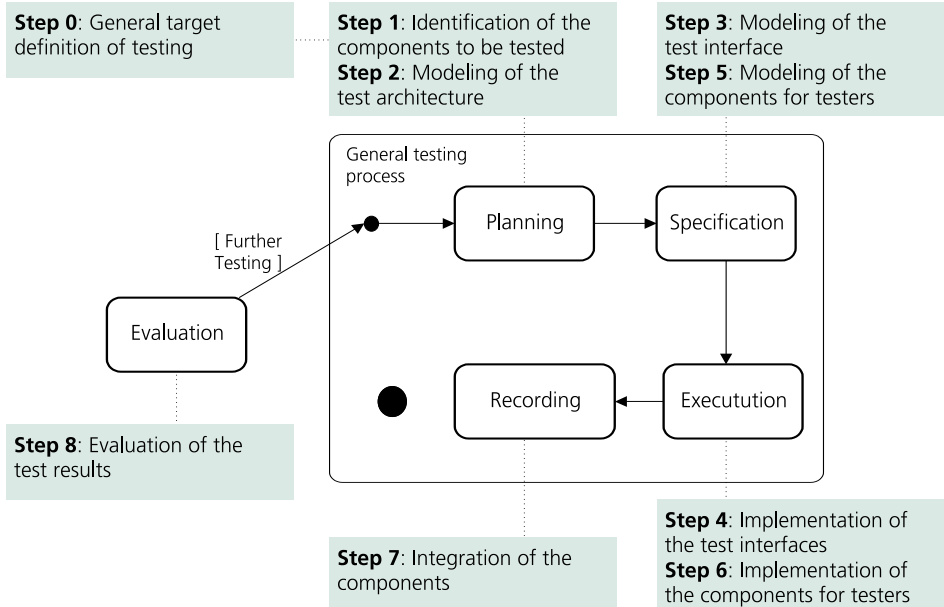 Step 0: General target
definition of testing
Step 1: Identification of the
components to be tested
Step 2: Modeling of the
test architecture
Step 3: Modeling of the
test interface
Step 5: Modeling of the
components for testers
General testing
process
Planning
Specification
[ Further
Testing ]
Evaluation
Recording
Executution
Step 8: Evaluation of the
test results
Step 7: Integration of the
components
Step 4: Implementation of
the test interfaces
Step 6: Implementation of
the components for testers